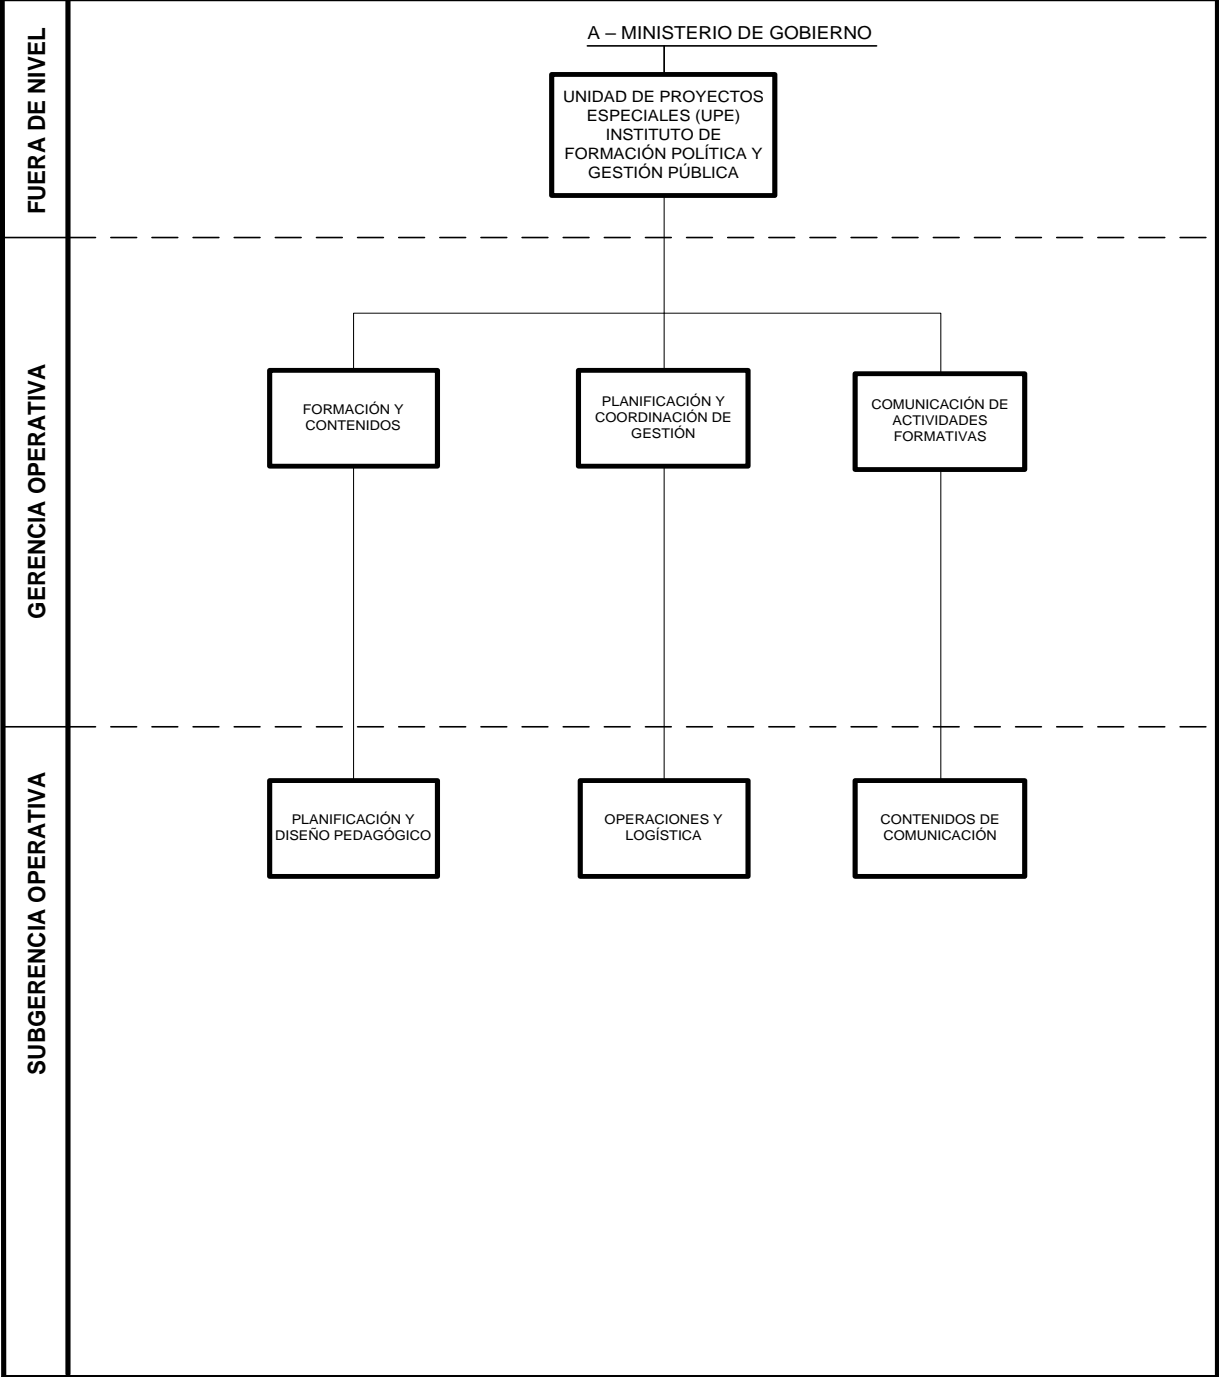 A – MINISTERIO DE GOBIERNO
FUERA DE NIVEL
UNIDAD DE PROYECTOS
ESPECIALES (UPE)
INSTITUTO DE
FORMACIÓN POLÍTICA Y
GESTIÓN PÚBLICA
GERENCIA OPERATIVA
FORMACIÓN Y
CONTENIDOS
PLANIFICACIÓN Y
COORDINACIÓN DE
GESTIÓN
COMUNICACIÓN DE
ACTIVIDADES
FORMATIVAS
SUBGERENCIA OPERATIVA
PLANIFICACIÓN Y
DISEÑO PEDAGÓGICO
OPERACIONES Y
LOGÍSTICA
CONTENIDOS DE
COMUNICACIÓN